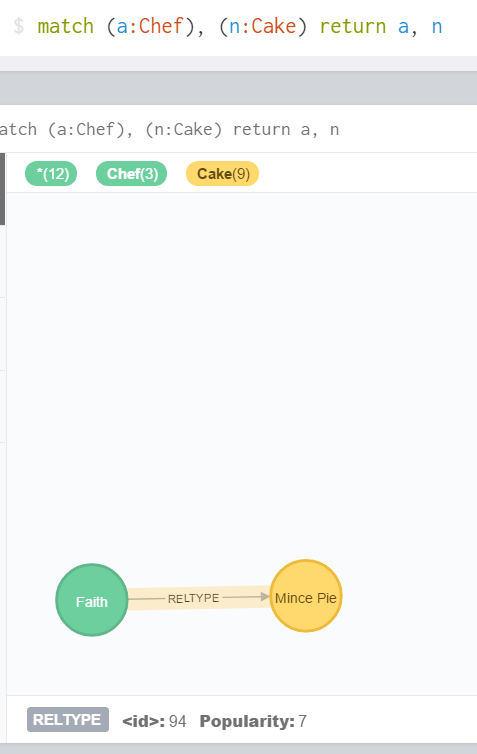 $ match (a:Chef), (n:Cake) return a, n
atch (a:Chef), (n:Cake) return a, n
*(12) Chef(3) Cake(9)
Faith RELTYPE Mince Pie
RELTYPE <id>: 94 Popularity: 7